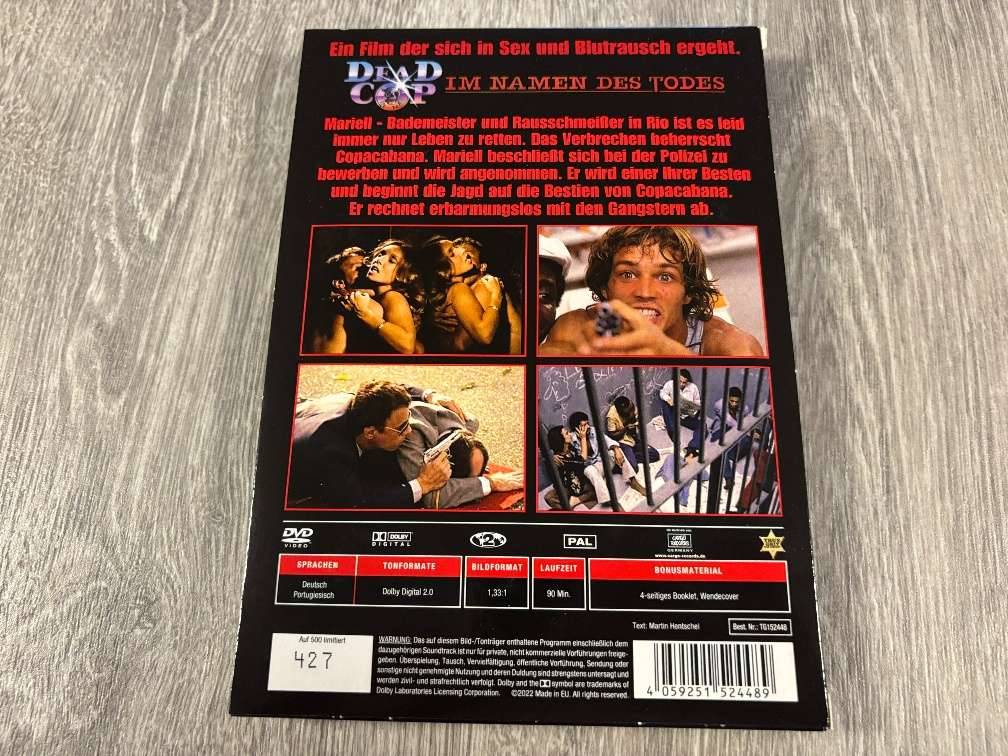 Ein Film der sich in Sex und Blutrausch ergeht.
DEAD COP IM NAMEN DES TODES
Mariell - Bademeister und Rausschmeißer in Rio ist es leid
immer nur Leben zu retten. Das Verbrechen beherrscht
Copacabana. Mariell beschließt sich bei der Polizei zu
bewerben und wird angenommen. Er wird einer Ihrer Besten
und beginnt die Jagd auf die Bestien von Copacabana.
Er rechnet erbarmungslos mit den Gangstern ab.
DVD VIDEO
DOLBY DIGITAL
2
PAL
CARGO RECORDS GERMANY
www.cargo-records.de
SPRACHEN TONFORMATE BILDFORMAT LAUFZEIT BONUSMATERIAL
Deutsch
Portugiesisch
Dolby Digital 2.0
1,33:1
90 Min.
4-seitiges Booklet, Wendecover
Text: Martin Hentschel
Best. Nr.: TG152448
Auf 500 limitiert
427
WARNUNG: Das auf diesem Bild-/Tonträger enthaltene Programm einschließlich dem
dazugehörigen Soundtrack ist nur für private, nicht kommerzielle Vorführungen freige-
geben. Überspielung, Tausch, Vervielfältigung, öffentliche Vorführung, Sendung oder
sonstige nicht genehmigte Nutzung und deren Duldung sind strengstens untersagt und
werden zivil- und strafrechtlich verfolgt. Dolby and the DD symbol are trademarks of
Dolby Laboratories Licensing Corporation. ©2022 Made in EU. All rights reserved.
4 059251 524489